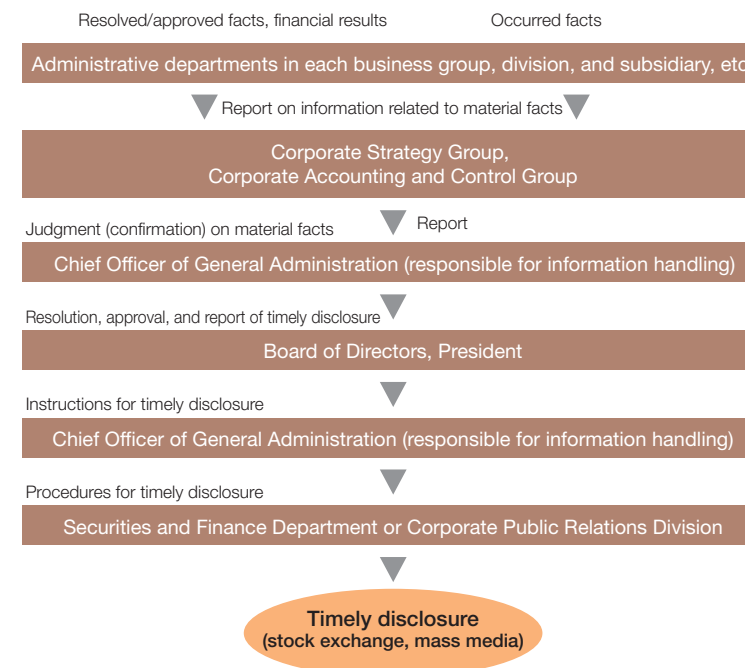 Resolved/approved facts, financial results
Occurred facts
Administrative departments in each business group, division, and subsidiary, etc
Report on information related to material facts
Corporate Strategy Group,
Corporate Accounting and Control Group
Judgment (confirmation) on material facts
Report
Chief Officer of General Administration (responsible for information handling)
Resolution, approval, and report of timely disclosure
Board of Directors, President
Instructions for timely disclosure
Chief Officer of General Administration (responsible for information handling)
Procedures for timely disclosure
Securities and Finance Department or Corporate Public Relations Division
Timely disclosure
(stock exchange, mass media)